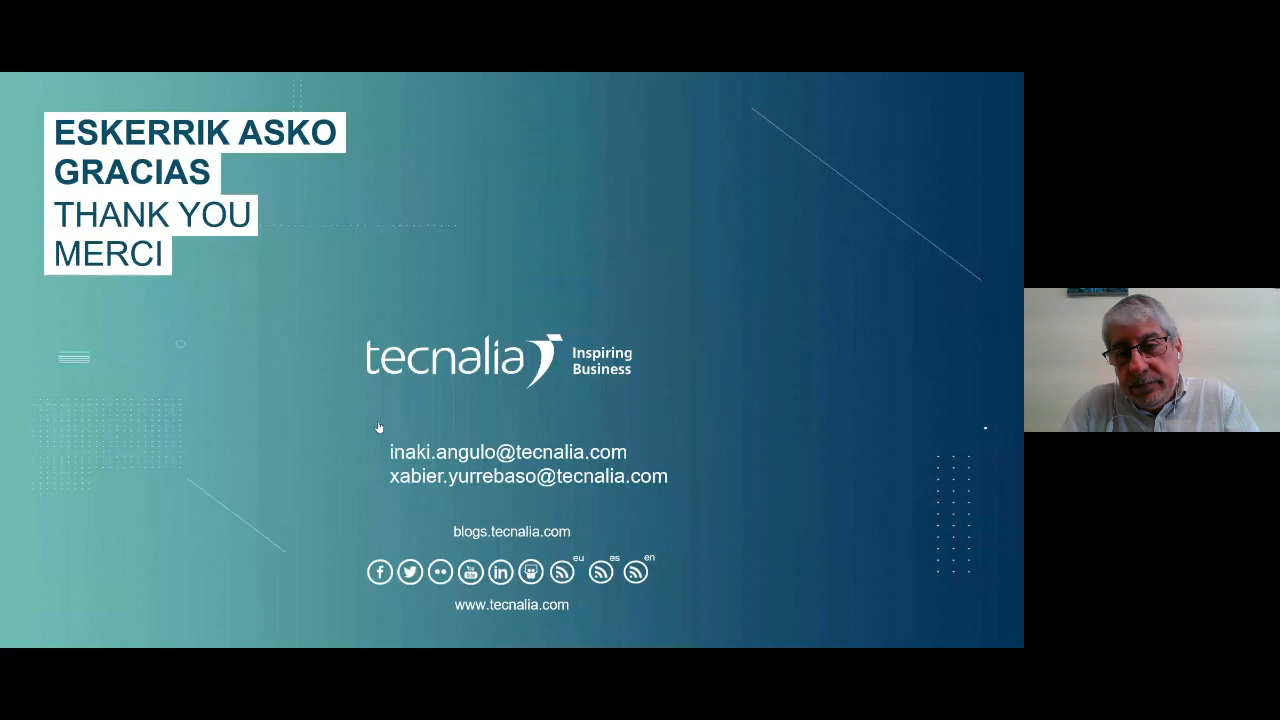 ESKERRIK ASKO
GRACIAS
THANK YOU
MERCI
tecnalia Inspiring
Business
inaki.angulo@tecnalia.com
xabier.yurrebaso@tecnalia.com
blogs.tecnalia.com
eu es en
www.tecnalia.com